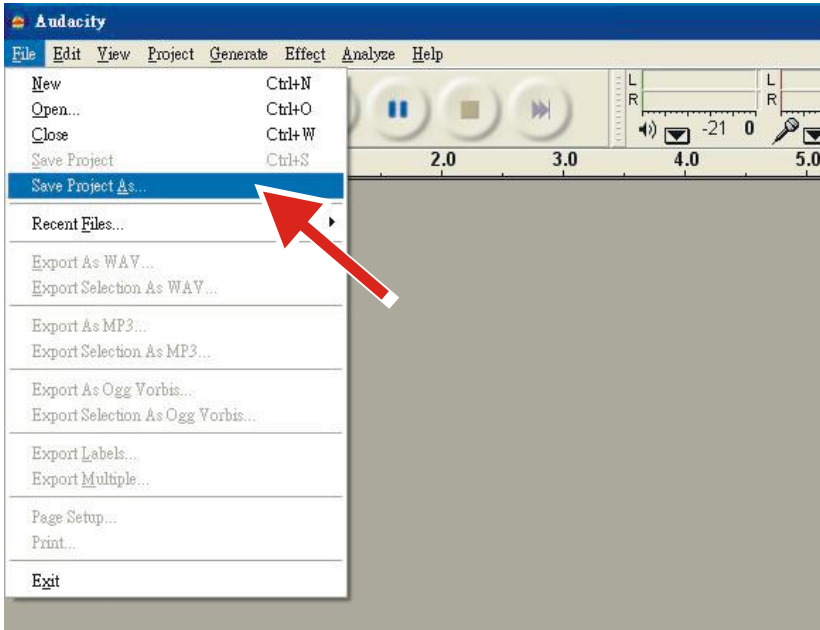 Audacity
File Edit View Project Generate Effect Analyze Help
New Ctrl+N
Open... Ctrl+O
Close Ctrl+W
Save Project Ctrl+S
Save Project As...
Recent Files...
Export As WAV...
Export Selection As WAV...
Export As MP3...
Export Selection As MP3...
Export As Ogg Vorbis...
Export Selection As Ogg Vorbis...
Export Labels...
Export Multiple...
Page Setup...
Print...
Exit
L L
R R
-21 0
2.0 3.0 4.0 5.0